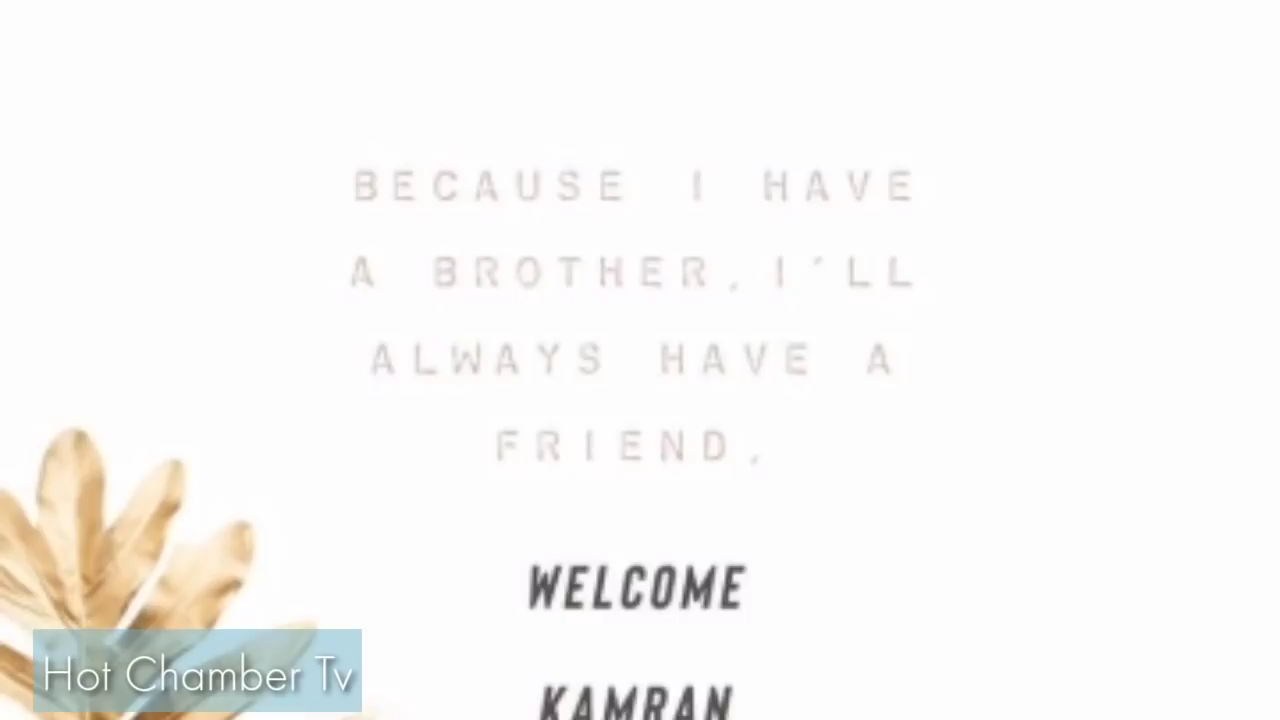 BECAUSE I HAVE
A BROTHER,I'LL
ALWAYS HAVE A
FRIEND.
WELCOME
KAMRAN
Hot Chamber Tv